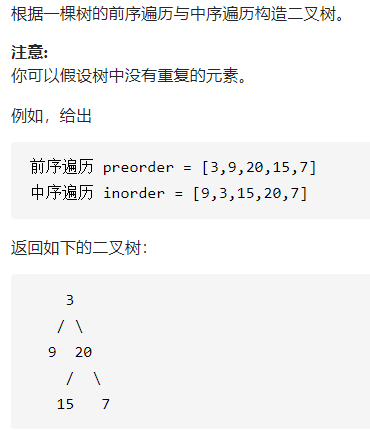 根据一棵树的前序遍历与中序遍历构造二叉树。
注意:
你可以假设树中没有重复的元素。
例如，给出
前序遍历 preorder = [3,9,20,15,7]
中序遍历 inorder = [9,3,15,20,7]
返回如下的二叉树：
    3
   / \
  9  20
    /  \
   15   7